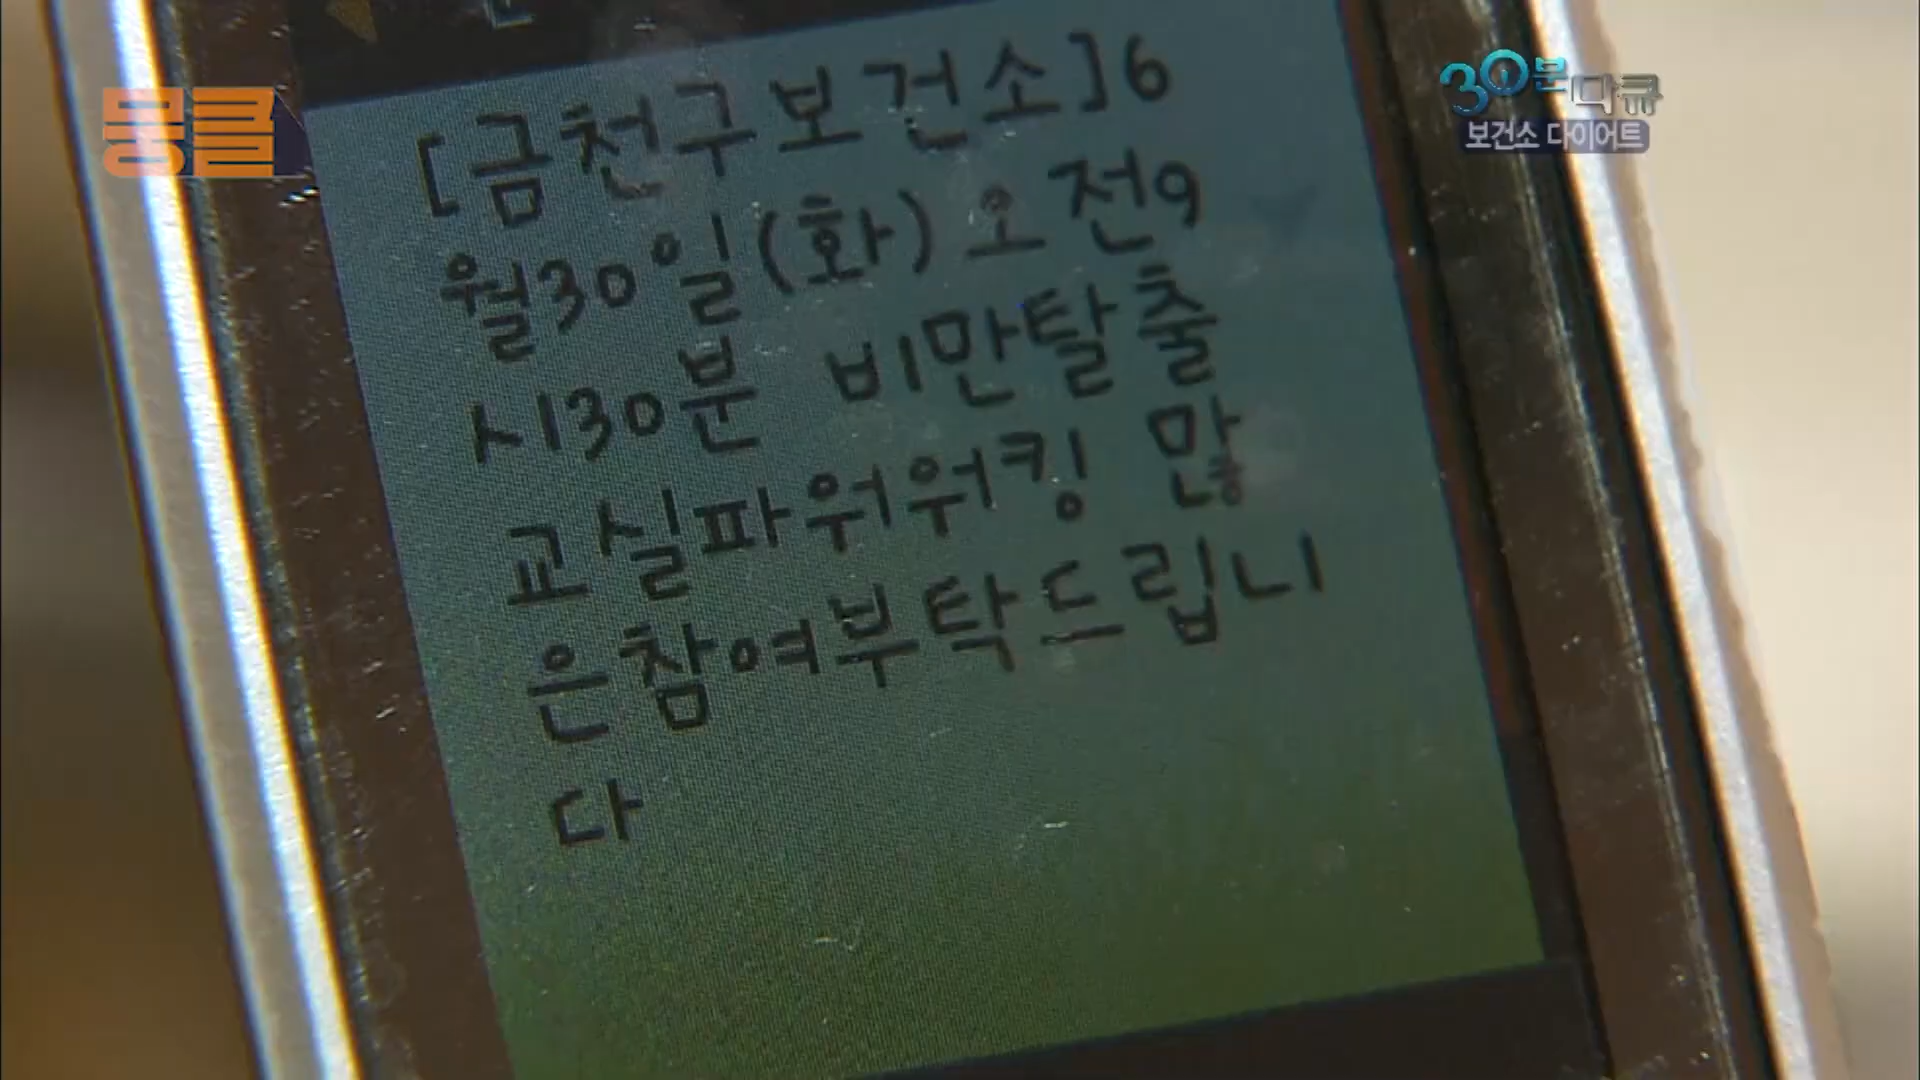 뭉클
30분 다큐
보건소 다이어트
[금천구보건소]6
월30일(화)오전9
시30분 비만탈출
교실파워워킹 많
은참여부탁드립니
다